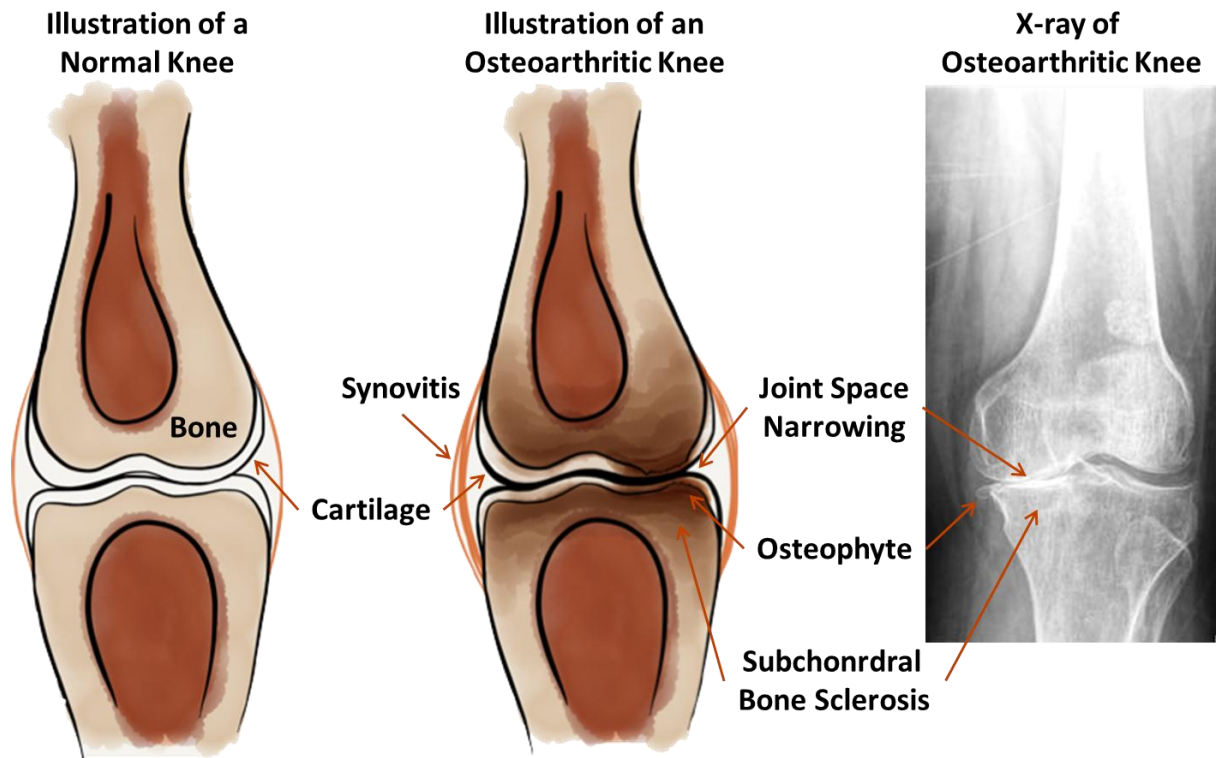 Illustration of a
Normal Knee
Illustration of an
Osteoarthritic Knee
X-ray of
Osteoarthritic Knee
Synovitis
Joint Space
Narrowing
Bone
Cartilage
Osteophyte
Subchonrdral
Bone Sclerosis